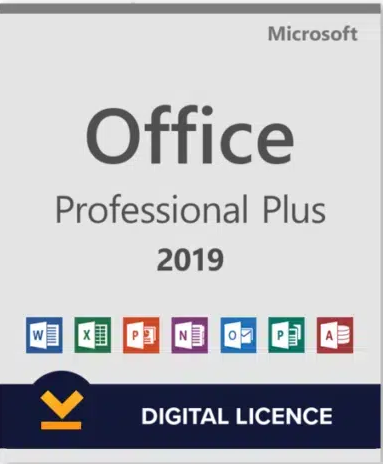 Microsoft
Office
Professional Plus
2019
W X P N O P A
DIGITAL LICENCE